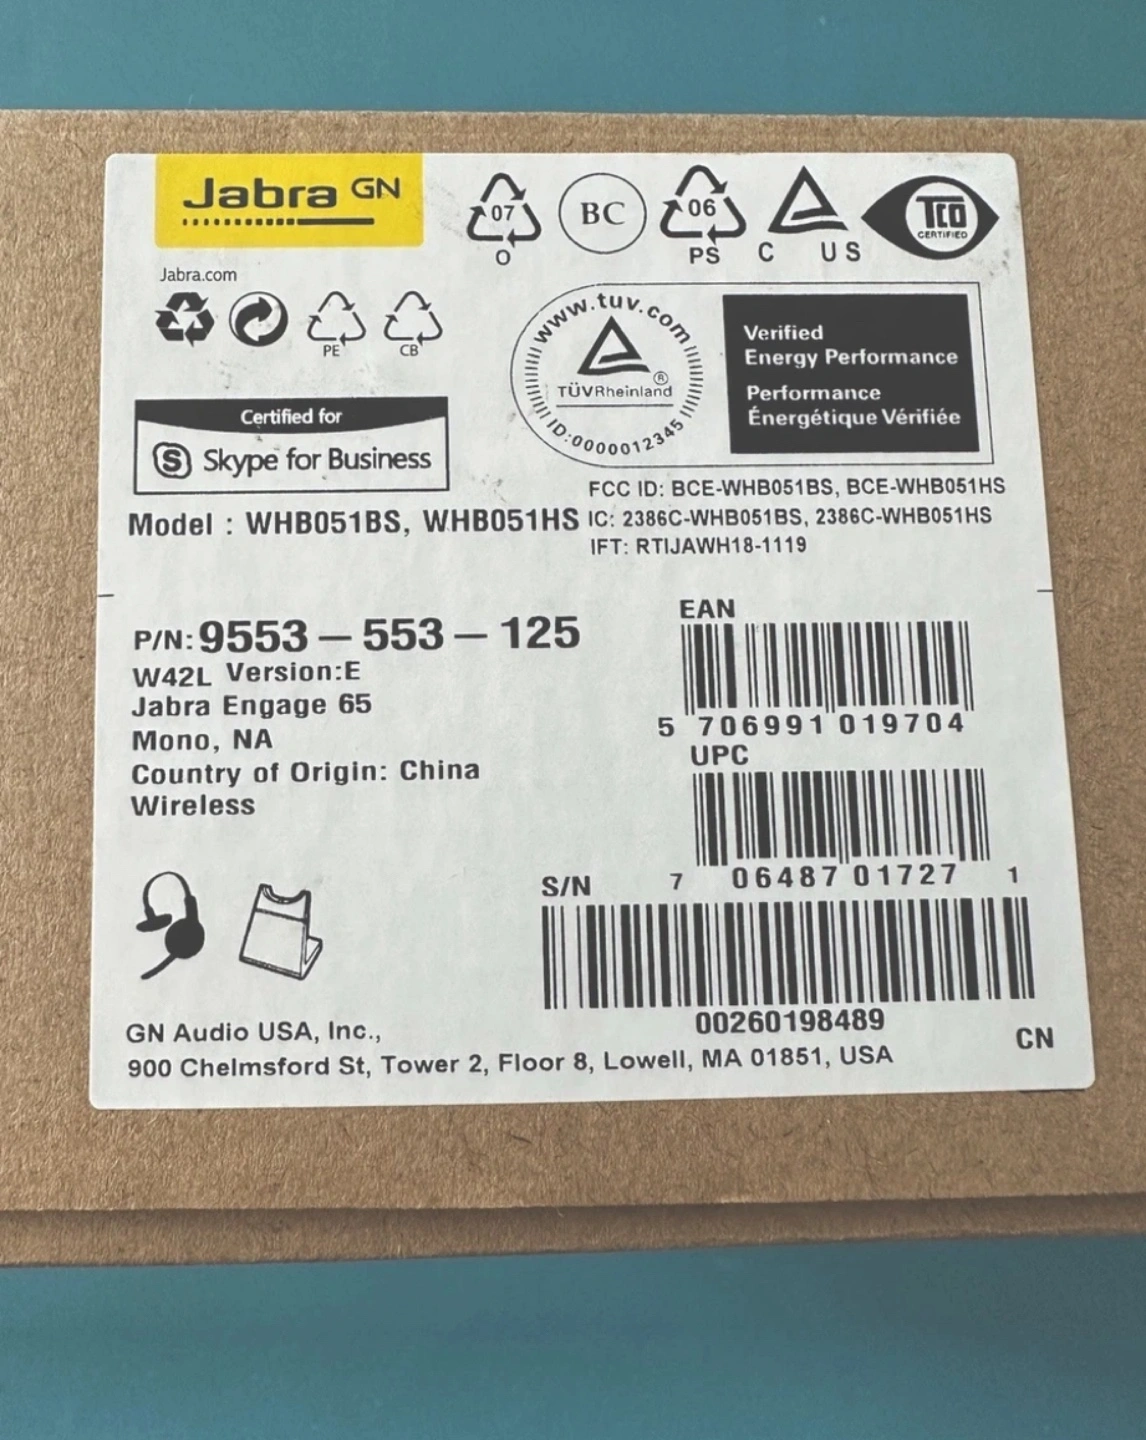 Jabra GN
Jabra.com
07
O
BC
06
PS
C US
TCO
CERTIFIED
PE
CB
www.tuv.com
TÜVRheinland ®
ID:0000012345
Verified
Energy Performance
Performance
Énergétique Vérifiée
Certified for
S Skype for Business
FCC ID: BCE-WHB051BS, BCE-WHB051HS
Model : WHB051BS, WHB051HS
IC: 2386C-WHB051BS, 2386C-WHB051HS
IFT: RTIJAWH18-1119
P/N: 9553 – 553 – 125
W42L Version:E
Jabra Engage 65
Mono, NA
Country of Origin: China
Wireless
EAN
5 706991 019704
UPC
7 06487 01727 1
S/N
00260198489
GN Audio USA, Inc.,
900 Chelmsford St, Tower 2, Floor 8, Lowell, MA 01851, USA
CN